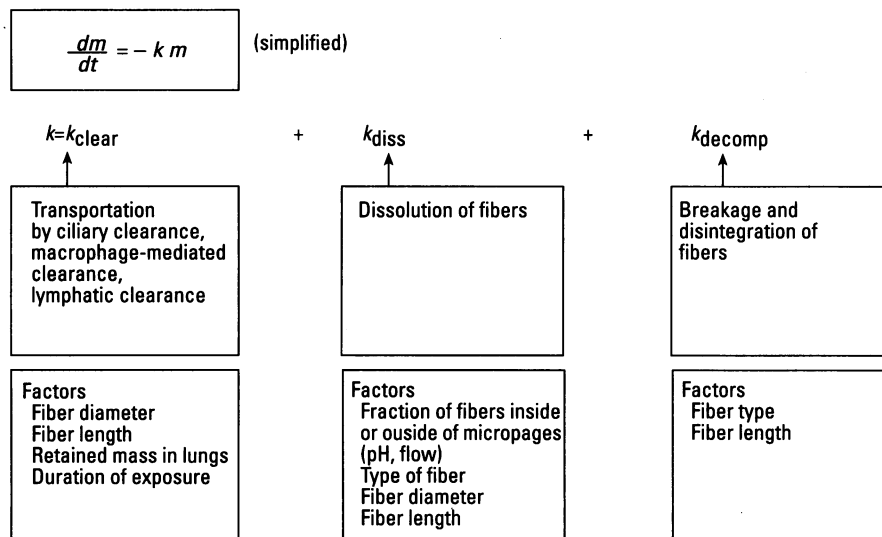 dm/dt = – k m
(simplified)
k=kclear + kdiss + kdecomp
Transportation
by ciliary clearance,
macrophage-mediated
clearance,
lymphatic clearance
Dissolution of fibers
Breakage and
disintegration of
fibers
Factors
Fiber diameter
Fiber length
Retained mass in lungs
Duration of exposure
Factors
Fraction of fibers inside
or ouside of micropages
(pH, flow)
Type of fiber
Fiber diameter
Fiber length
Factors
Fiber type
Fiber length